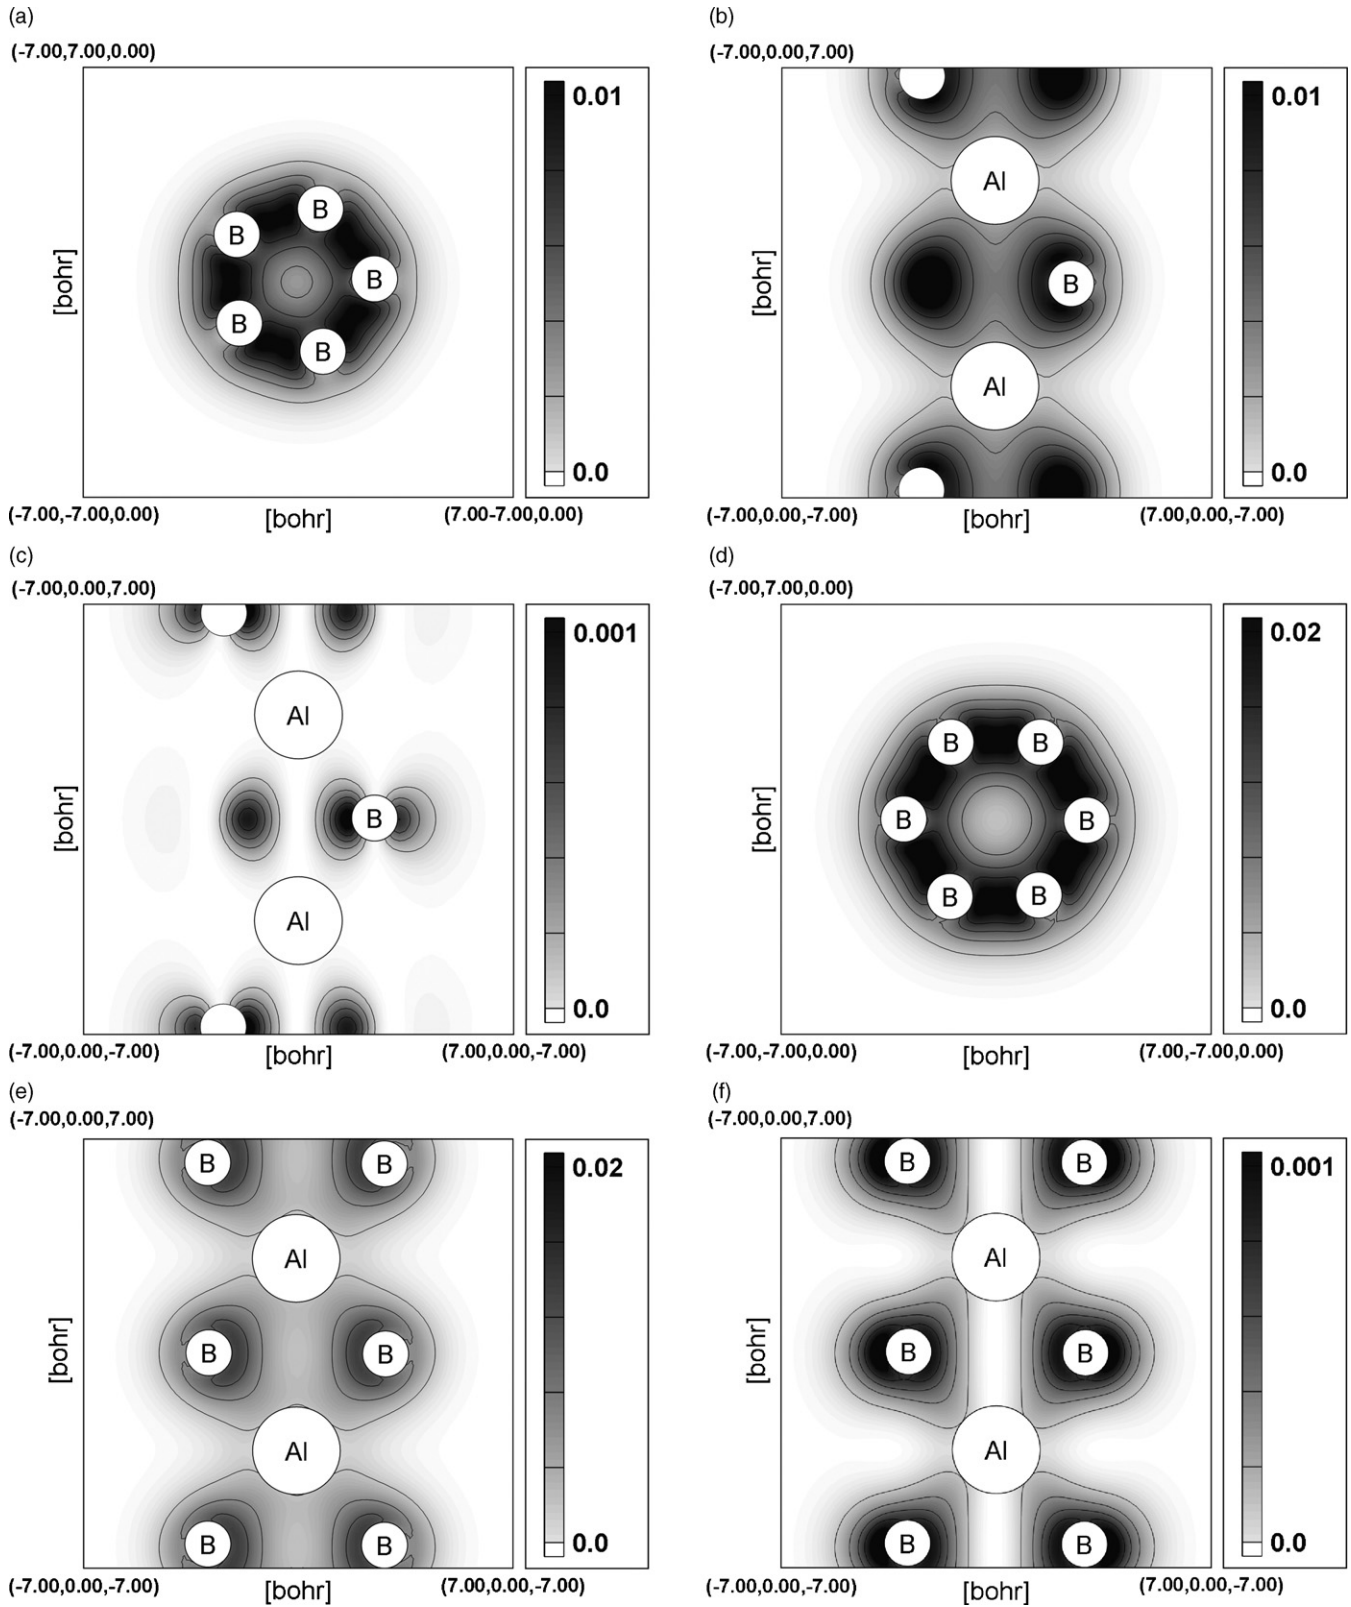 (a)
(-7.00,7.00,0.00)
0.01
B
B
B
B
B
[bohr]
0.0
(-7.00,-7.00,0.00)
[bohr]
(7.00-7.00,0.00)
(b)
(-7.00,0.00,7.00)
0.01
Al
B
Al
[bohr]
0.0
(-7.00,0.00,-7.00)
[bohr]
(7.00,0.00,-7.00)
(c)
(-7.00,0.00,7.00)
0.001
Al
B
Al
[bohr]
0.0
(-7.00,0.00,-7.00)
[bohr]
(7.00,0.00,-7.00)
(d)
(-7.00,7.00,0.00)
0.02
B
B
B
B
B
B
[bohr]
0.0
(-7.00,-7.00,0.00)
[bohr]
(7.00,-7.00,0.00)
(e)
(-7.00,0.00,7.00)
0.02
B
B
Al
B
B
Al
B
B
[bohr]
0.0
(-7.00,0.00,-7.00)
[bohr]
(7.00,0.00,-7.00)
(f)
(-7.00,0.00,7.00)
0.001
B
B
Al
B
B
Al
B
B
[bohr]
0.0
(-7.00,0.00,-7.00)
[bohr]
(7.00,0.00,-7.00)